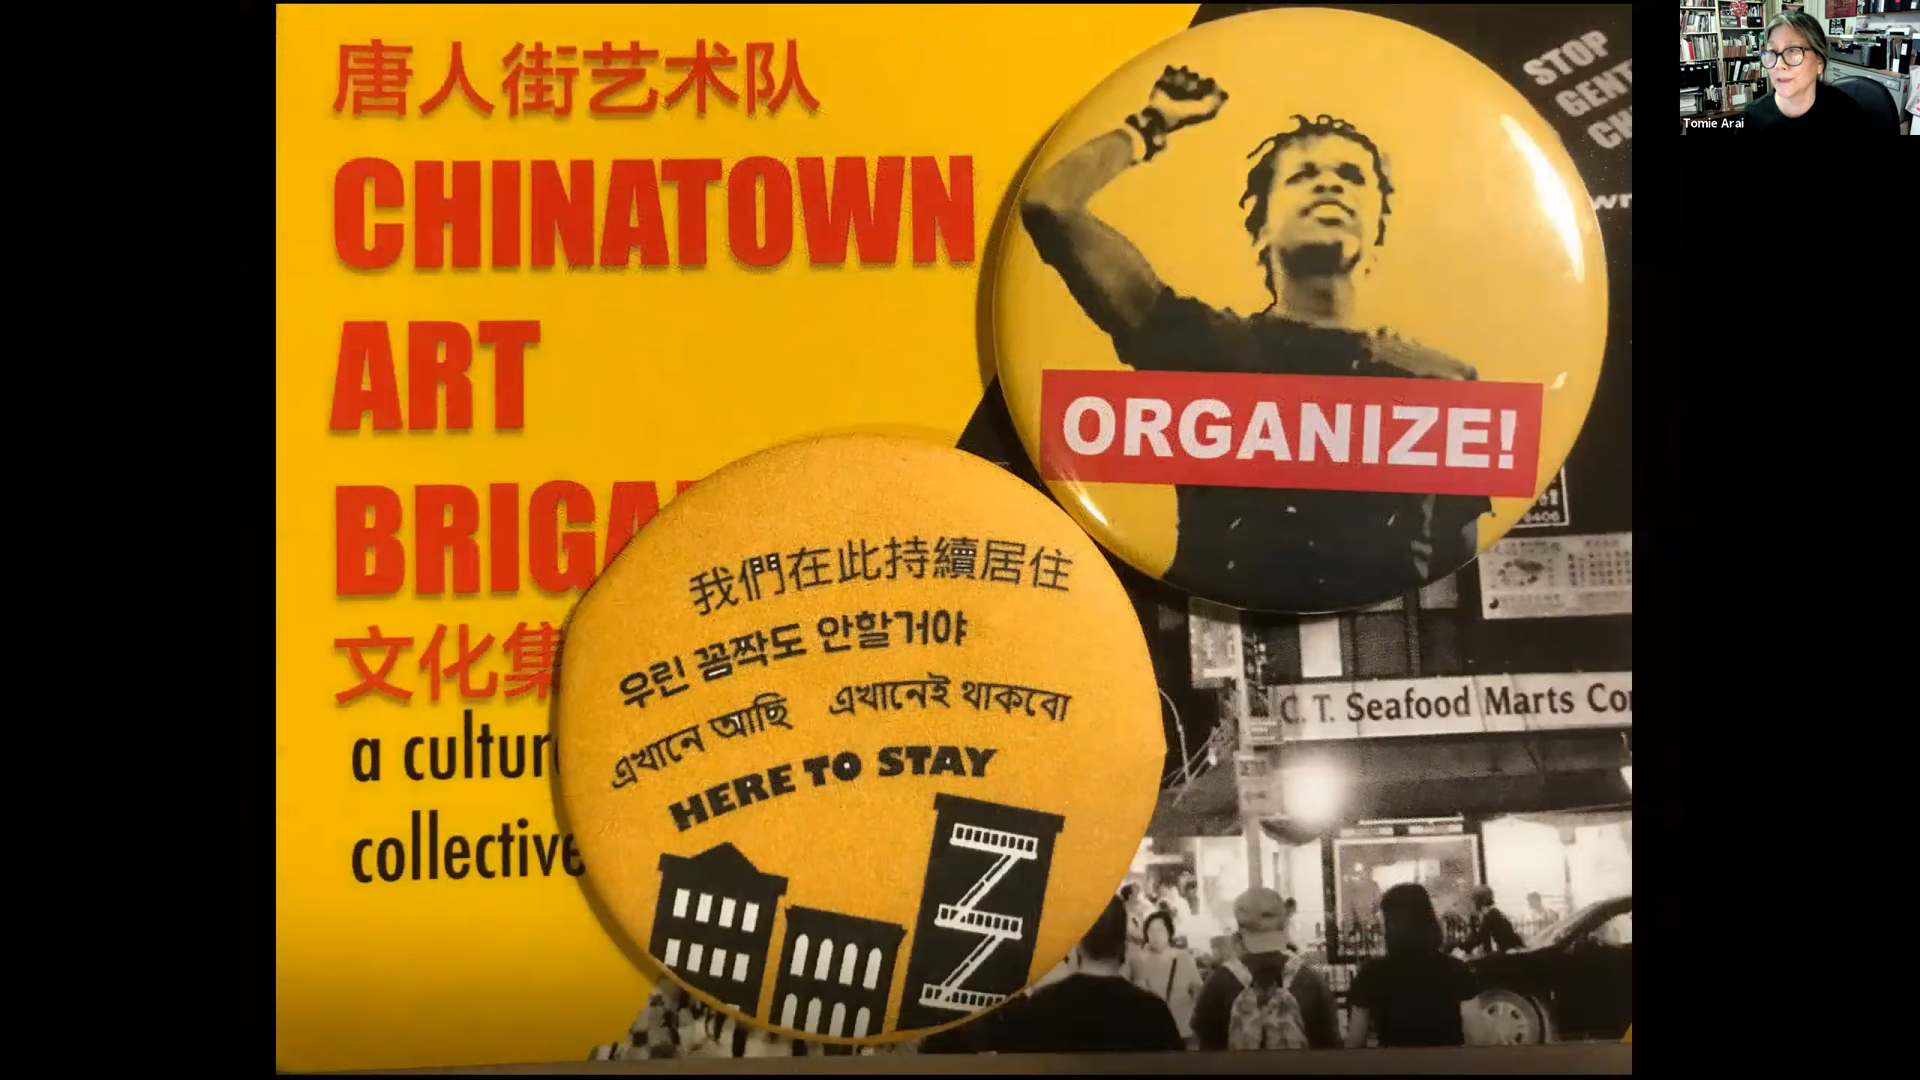 唐人街艺术队
CHINATOWN
ART
BRIGA
文化集
a cultur
collective
ORGANIZE!
我們在此持續居住
우린 꼼짝도 안할거야
এখানে আছি এখানেই থাকবো
HERE TO STAY
STOP
GENT
C. T. Seafood Marts Co
Tomie Arai